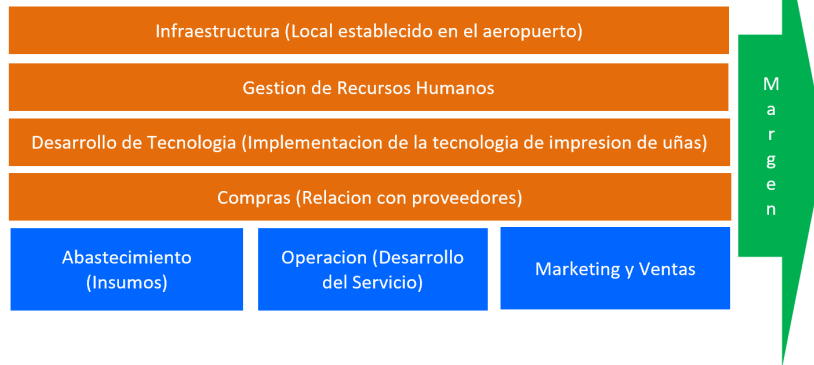 Infraestructura (Local establecido en el aeropuerto)
Gestion de Recursos Humanos
Desarrollo de Tecnologia (Implementacion de la tecnologia de impresion de uñas)
Compras (Relacion con proveedores)
Abastecimiento
(Insumos)
Operacion (Desarrollo
del Servicio)
Marketing y Ventas
M
a
r
g
e
n